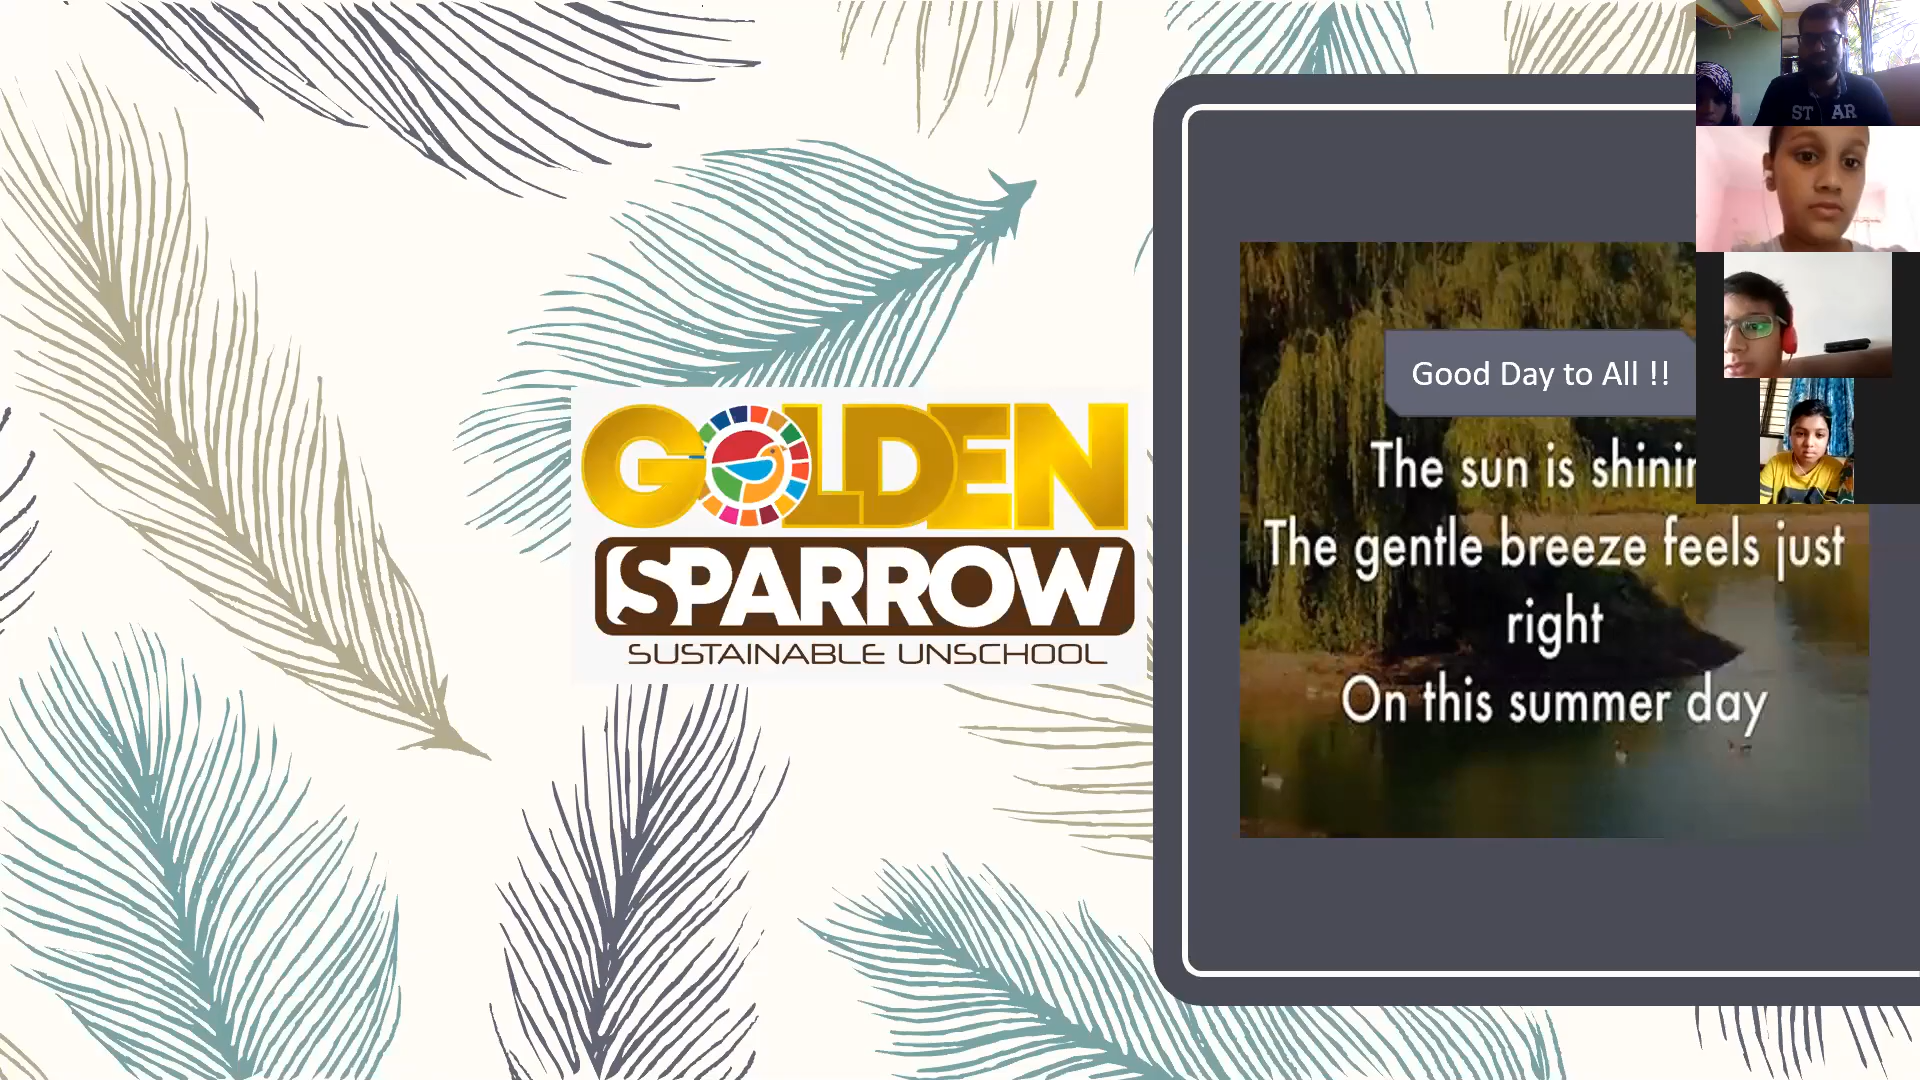 GOLDEN
SPARROW
SUSTAINABLE UNSCHOOL
Good Day to All !!
The sun is shinin
The gentle breeze feels just
right
On this summer day
ST AR